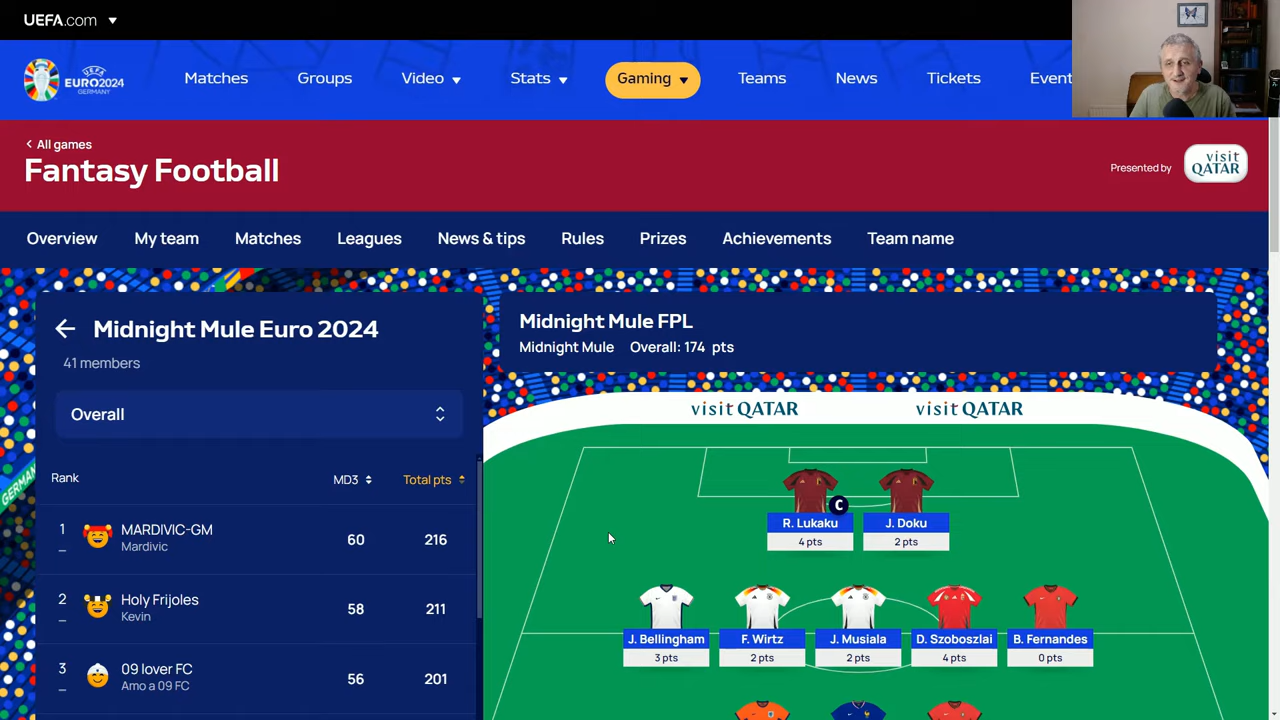 UEFA.com
UEFA
EURO2024
GERMANY
Matches
Groups
Video
Stats
Gaming
Teams
News
Tickets
Event
All games
Fantasy Football
Presented by
visit
QATAR
Overview
My team
Matches
Leagues
News & tips
Rules
Prizes
Achievements
Team name
Midnight Mule Euro 2024
41 members
Overall
Rank
MD3
Total pts
1
MARDIVIC-GM
Mardivic
60
216
2
Holy Frijoles
Kevin
58
211
3
09 lover FC
Amo a 09 FC
56
201
Midnight Mule FPL
Midnight Mule Overall: 174 pts
visit QATAR
visit QATAR
C
R. Lukaku
4 pts
J. Doku
2 pts
J. Bellingham
3 pts
F. Wirtz
2 pts
J. Musiala
2 pts
D. Szoboszlai
4 pts
B. Fernandes
0 pts
GERMANY